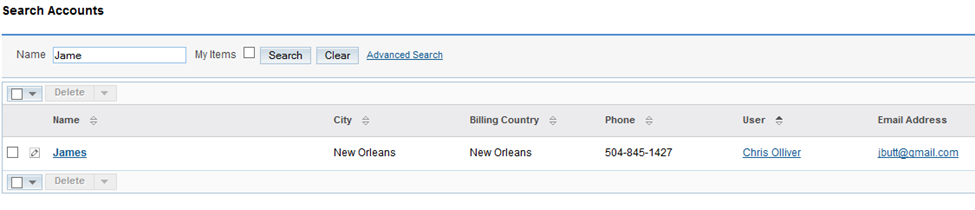 Search Accounts
Name Jame My Items Search Clear Advanced Search
Delete
Name City Billing Country Phone User Email Address
James New Orleans New Orleans 504-845-1427 Chris Olliver jbutt@gmail.com
Delete